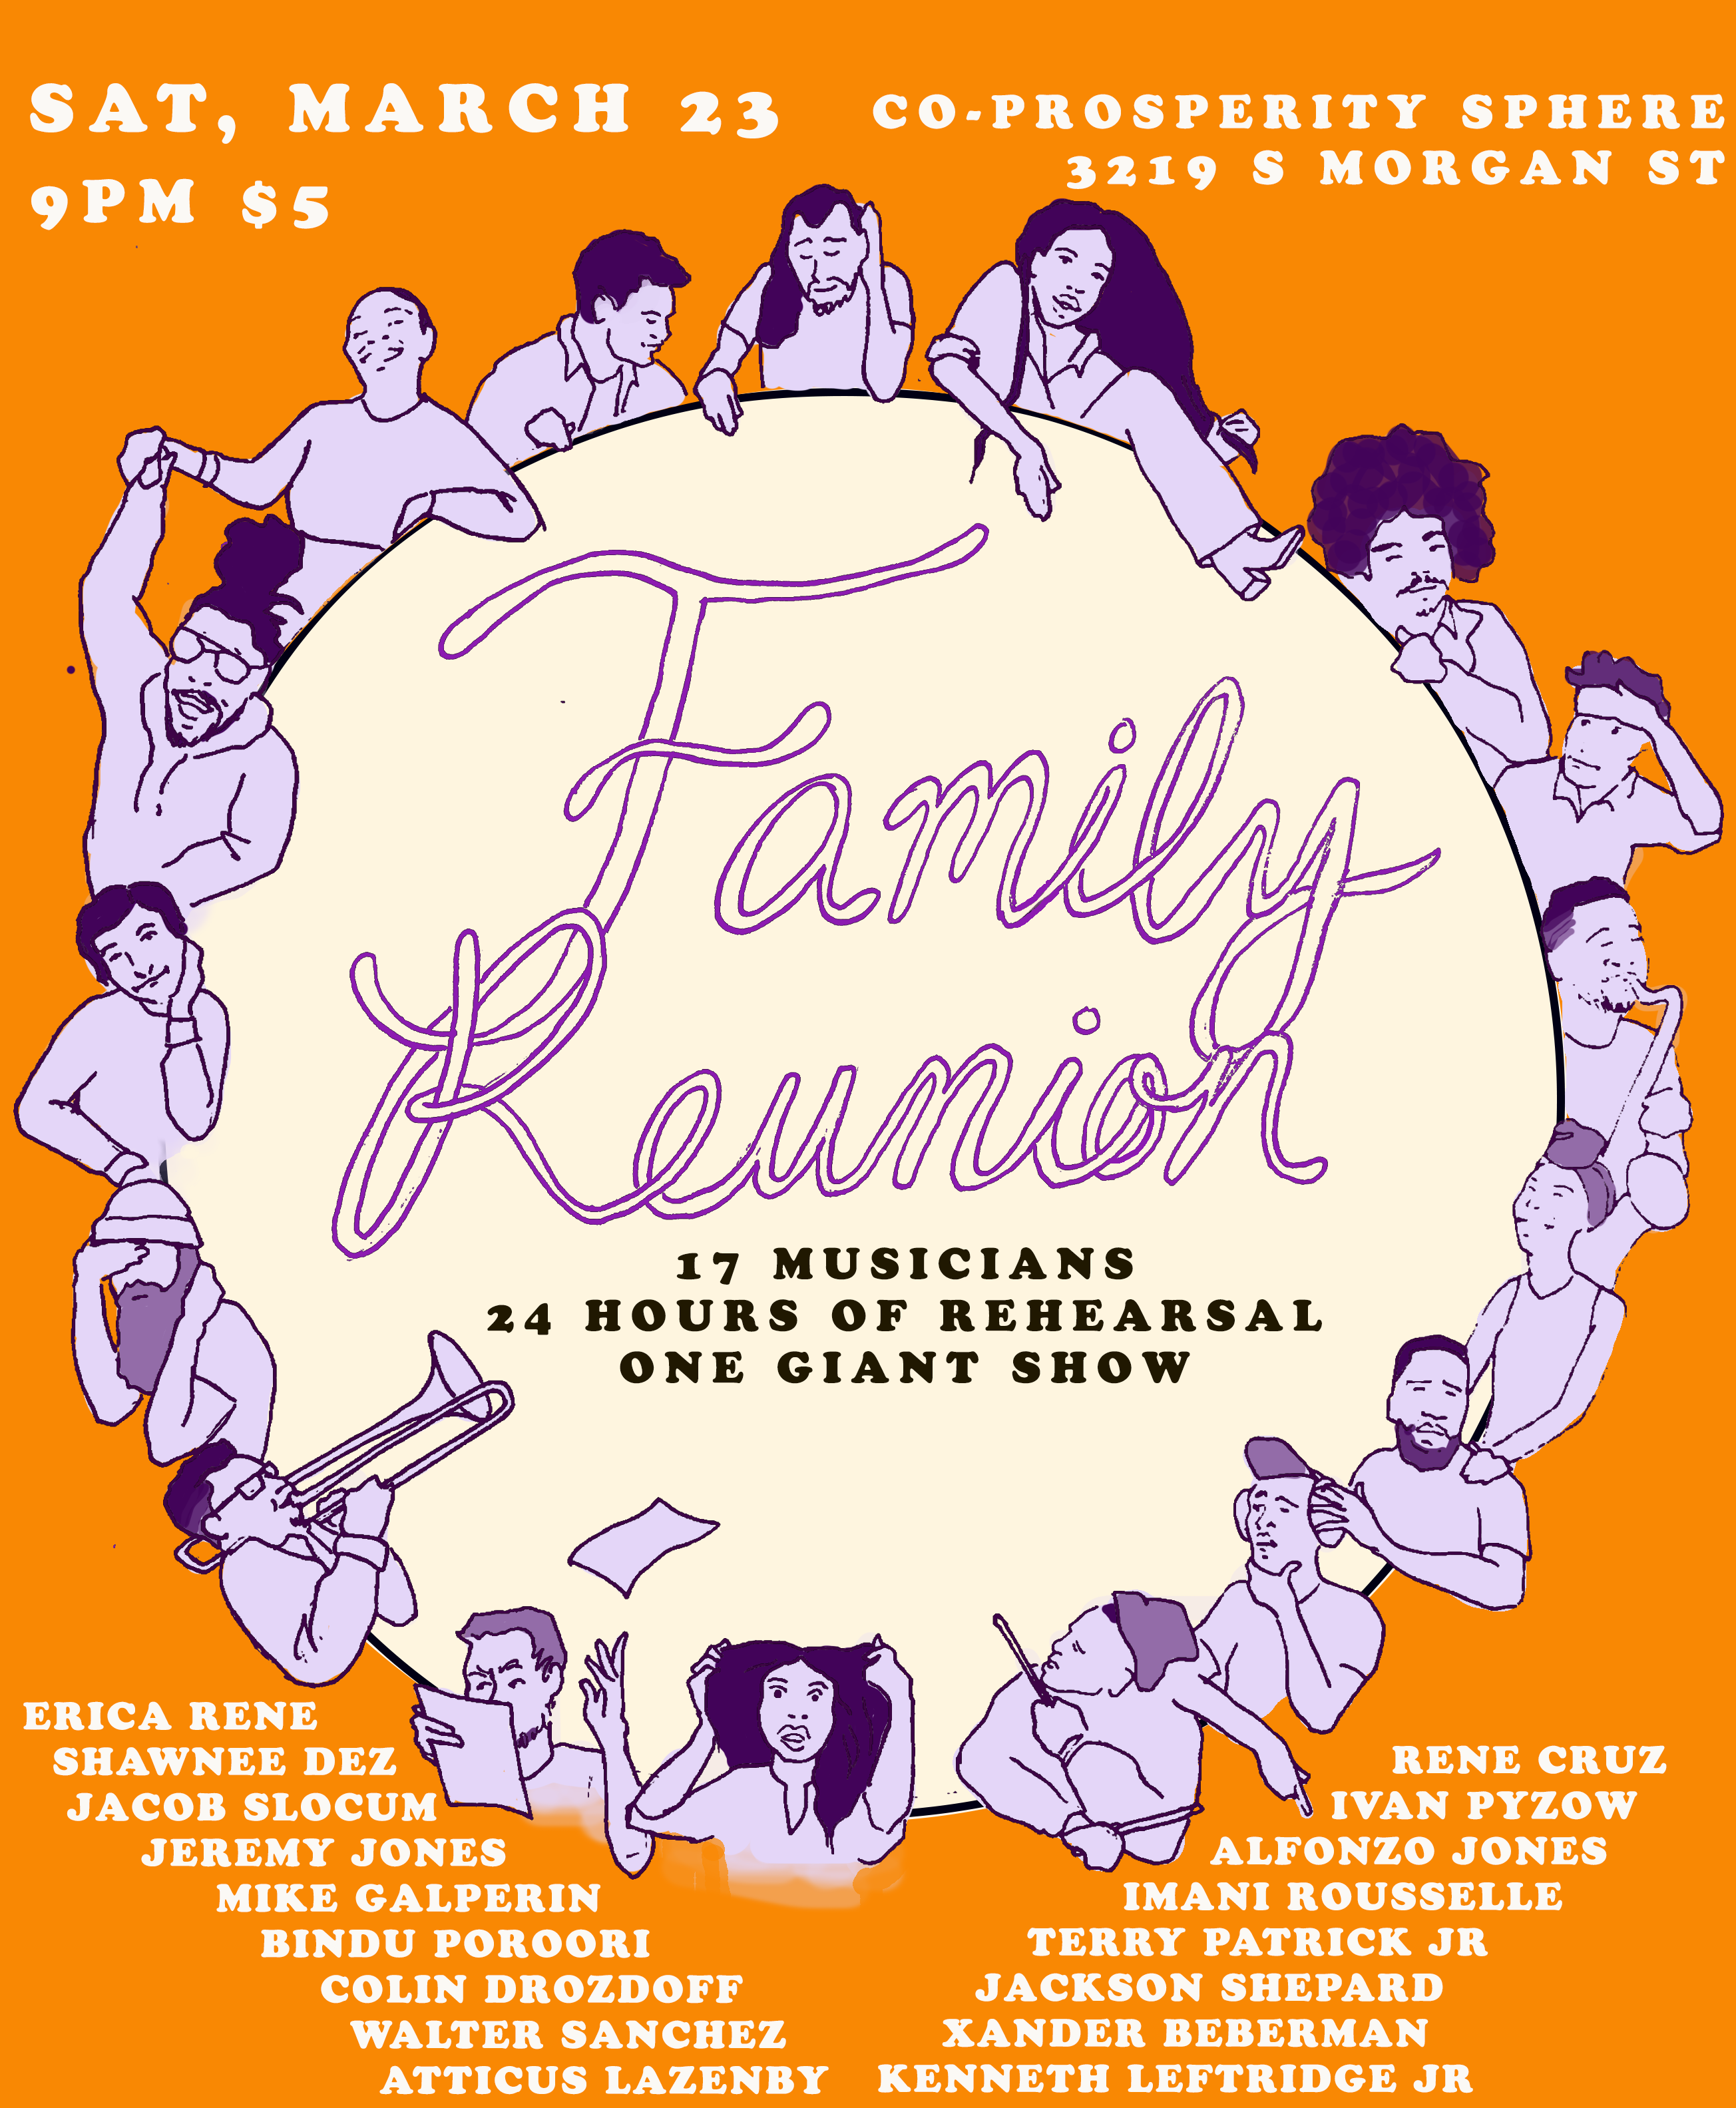 SAT, MARCH 23
9PM $5
CO-PROSPERITY SPHERE
3219 S MORGAN ST
Family
Reunion
17 MUSICIANS
24 HOURS OF REHEARSAL
ONE GIANT SHOW
ERICA RENE
SHAWNEE DEZ
JACOB SLOCUM
JEREMY JONES
MIKE GALPERIN
BINDU POROORI
COLIN DROZDOFF
WALTER SANCHEZ
ATTICUS LAZENBY
RENE CRUZ
IVAN PYZOW
ALFONZO JONES
IMANI ROUSSELLE
TERRY PATRICK JR
JACKSON SHEPARD
XANDER BEBERMAN
KENNETH LEFTRIDGE JR